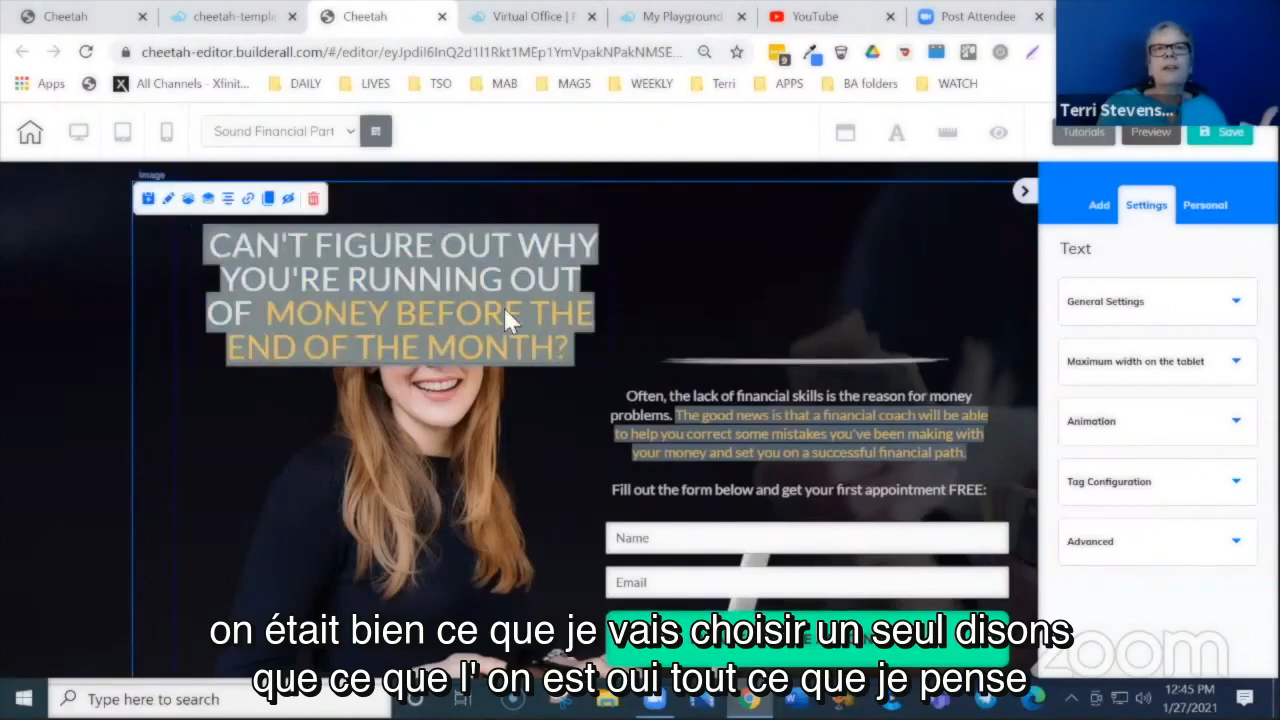 Cheetah
cheetah-templ
Cheetah
Virtual Office | E
My Playground
YouTube
Post Attendee
cheetah-editor.builderall.com/#/editor/eyJpdiI6InQ2d1l1Rkt1MEp1YmVpakNPakNMSE...
9
Apps
All Channels - Xfinit...
DAILY
LIVES
TSO
MAB
MAG5
WEEKLY
Terri
APPS
BA folders
WATCH
Terri Stevens...
Sound Financial Part
Tutorials
Preview
Save
Image
Add
Settings
Personal
CAN'T FIGURE OUT WHY
YOU'RE RUNNING OUT
OF MONEY BEFORE THE
END OF THE MONTH?
Text
General Settings
Maximum width on the tablet
Animation
Tag Configuration
Advanced
Often, the lack of financial skills is the reason for money
problems. The good news is that a financial coach will be able
to help you correct some mistakes you've been making with
your money and set you on a successful financial path.
Fill out the form below and get your first appointment FREE:
Name
Email
on était bien ce que je vais choisir un seul disons
que ce que l' on est oui tout ce que je pense
zoom
Type here to search
12:45 PM
1/27/2021